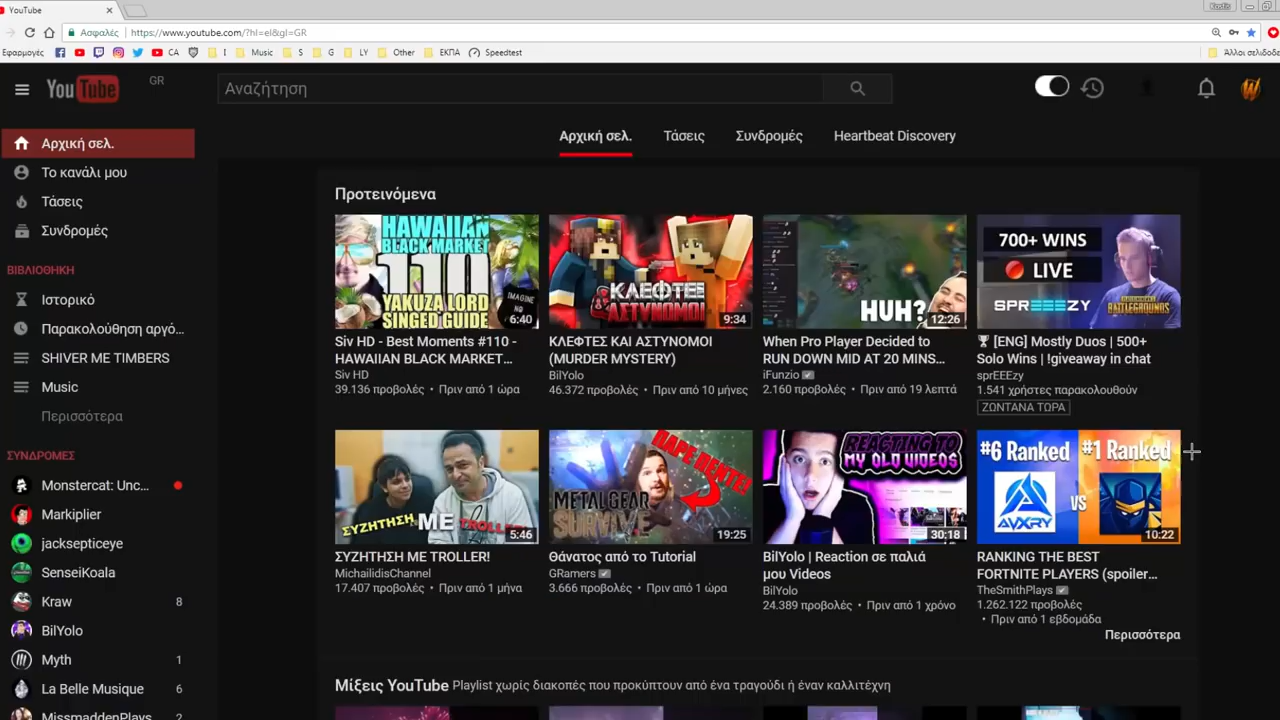 YouTube
Kostis
Ασφαλές https://www.youtube.com/?hl=el&gl=GR
Εφαρμογές CA I Music S G LY Other ΕΚΠΑ Speedtest Άλλοι σελιδοδε
YouTube GR
Αναζήτηση
Αρχική σελ. Τάσεις Συνδρομές Heartbeat Discovery
Αρχική σελ.
Το κανάλι μου
Τάσεις
Συνδρομές
ΒΙΒΛΙΟΘΗΚΗ
Ιστορικό
Παρακολούθηση αργό...
SHIVER ME TIMBERS
Music
Περισσότερα
ΣΥΝΔΡΟΜΕΣ
Monstercat: Unc...
Markiplier
jacksepticeye
SenseiKoala
Kraw 8
BilYolo
Myth 1
La Belle Musique 6
MissmaddenPlays 2
Προτεινόμενα
HAWAIIAN
BLACK MARKET
110
YAKUZA LORD
SINGED GUIDE
IMAGINE
NO
6:40
Siv HD - Best Moments #110 -
HAWAIIAN BLACK MARKET...
Siv HD
39.136 προβολές • Πριν από 1 ώρα
ΚΛΕΦΤΕΣ
ΑΣΤΥΝΟΜΟΙ
9:34
ΚΛΕΦΤΕΣ ΚΑΙ ΑΣΤΥΝΟΜΟΙ
(MURDER MYSTERY)
BilYolo
46.372 προβολές • Πριν από 10 μήνες
HUH?
12:26
When Pro Player Decided to
RUN DOWN MID AT 20 MINS...
iFunzio
2.160 προβολές • Πριν από 19 λεπτά
700+ WINS
LIVE
SPREEEZY
BATTLEGROUNDS
[ENG] Mostly Duos | 500+
Solo Wins | !giveaway in chat
sprEEEzy
1.541 χρήστες παρακολουθούν
ΖΩΝΤΑΝΑ ΤΩΡΑ
ΣΥΖΗΤΗΣΗ ΜΕ TROLLER
5:46
ΣΥΖΗΤΗΣΗ ΜΕ TROLLER!
MichailidisChannel
17.407 προβολές • Πριν από 1 μήνα
ΠΑΡΕ ΠΕΝΤΕ!
METAL GEAR
SURVIVE
19:25
Θάνατος από το Tutorial
GRamers
3.666 προβολές • Πριν από 1 ώρα
REACTING TO
MY OLD VIDEOS
30:18
BilYolo | Reaction σε παλιά
μου Videos
BilYolo
24.389 προβολές • Πριν από 1 χρόνο
#6 Ranked #1 Ranked
VS
AVXRY
10:22
RANKING THE BEST
FORTNITE PLAYERS (spoiler...
TheSmithPlays
1.262.122 προβολές
• Πριν από 1 εβδομάδα
Περισσότερα
Μίξεις YouTube Playlist χωρίς διακοπές που προκύπτουν από ένα τραγούδι ή έναν καλλιτέχνη